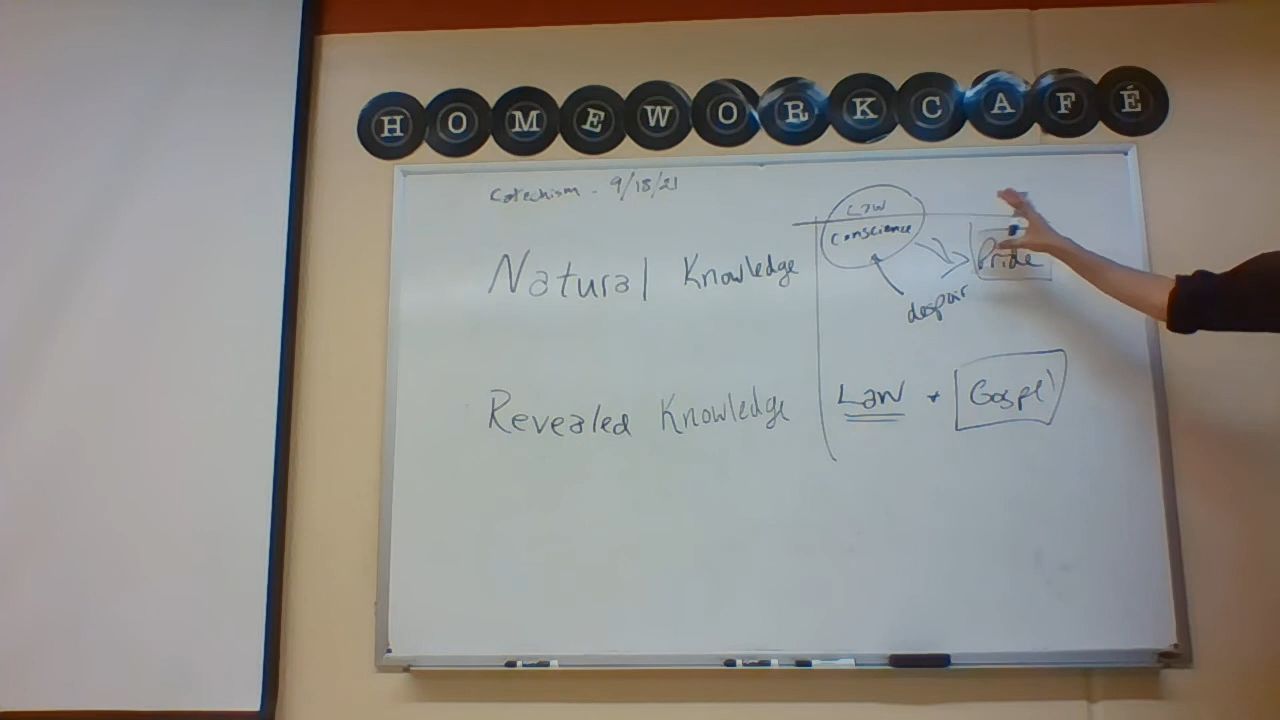 HOMEWORKCAFÉ
Catechism - 9/18/21
Law
Conscience
Natural Knowledge
Pride
despair
Revealed Knowledge
Law + Gospel